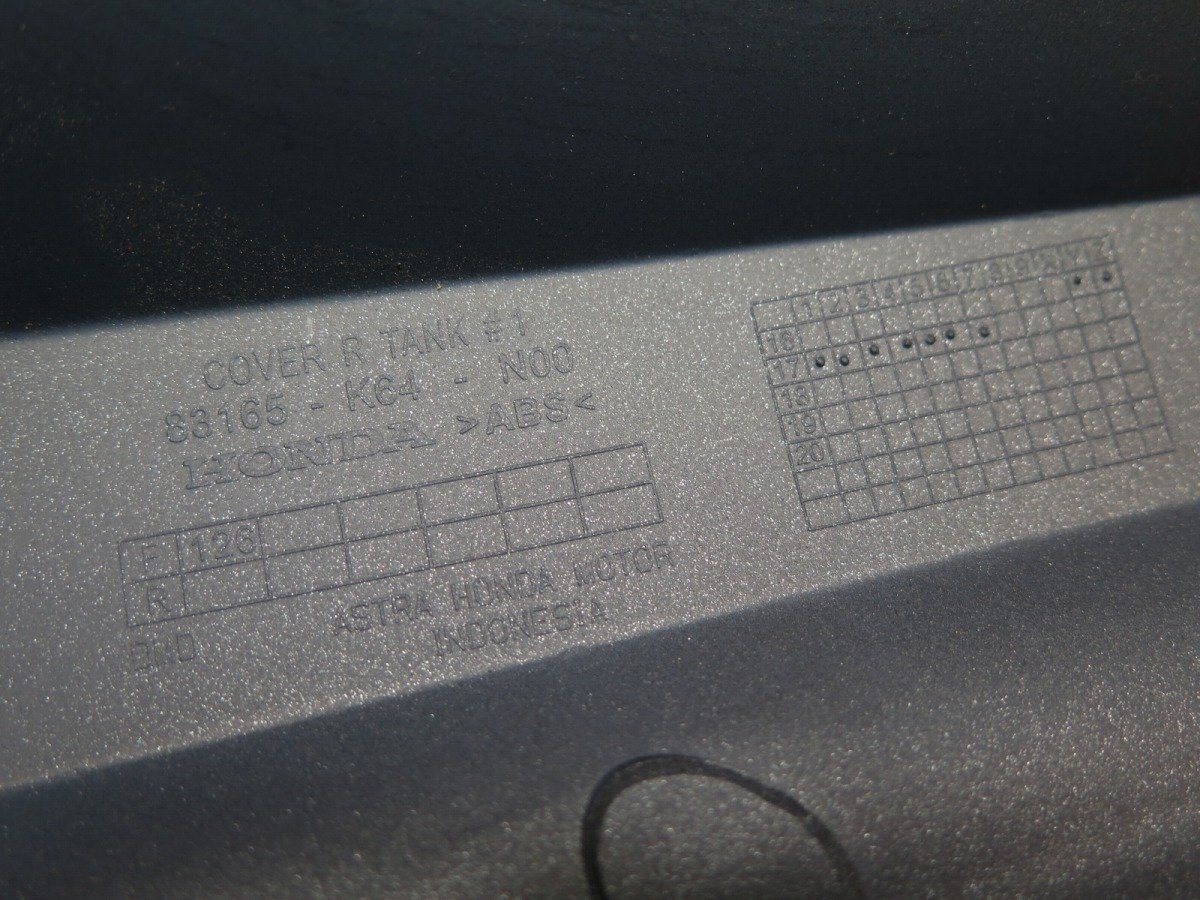 COVER R TANK #1
83165 - K64 - N00
HONDA >ABS<
F 126
R
ASTRA HONDA MOTOR
INDONESIA
1 2 3 4 5 6 7 8 9 10 11 12
16
17
18
19
20